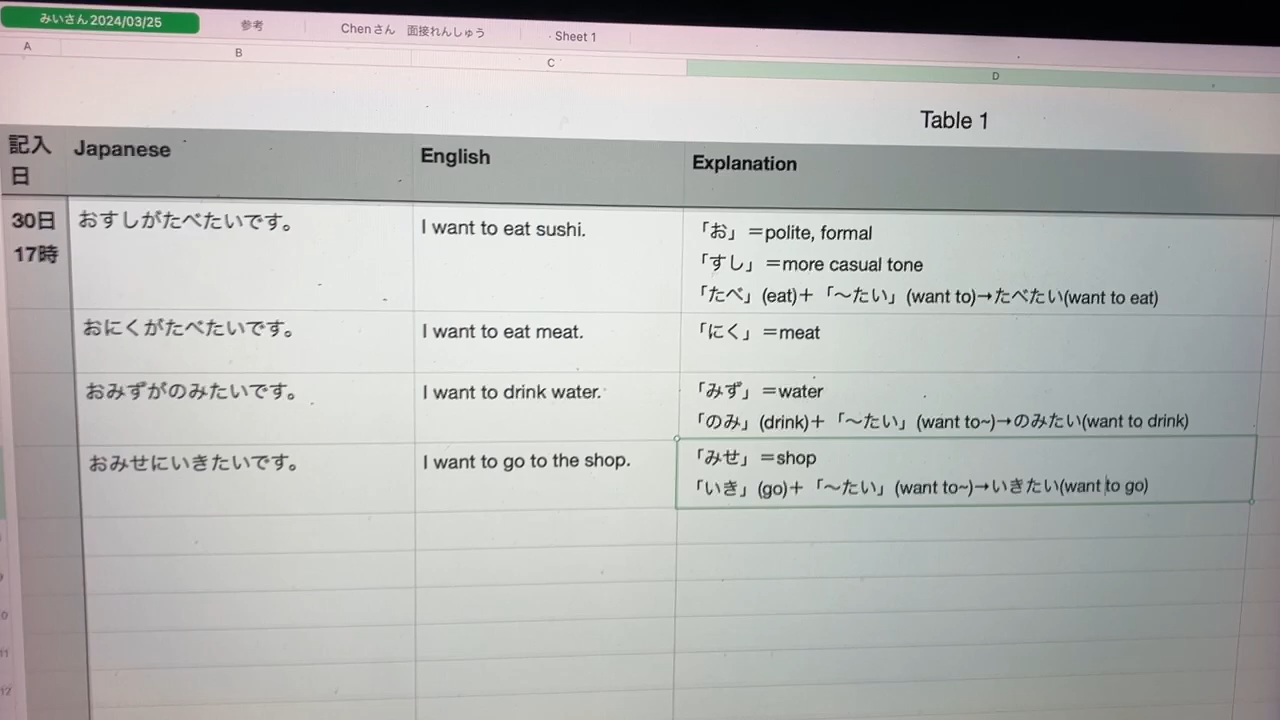 みいさん 2024/03/25
参考
Chenさん 面接れんしゅう
Sheet 1
A
B
C
D
Table 1
記入日
Japanese
English
Explanation
30日
17時
おすしがたべたいです。
I want to eat sushi.
「お」=polite, formal
「すし」=more casual tone
「たべ」(eat)+「〜たい」(want to)→たべたい(want to eat)
おにくがたべたいです。
I want to eat meat.
「にく」=meat
おみずがのみたいです。
I want to drink water.
「みず」=water
「のみ」(drink)+「〜たい」(want to~)→のみたい(want to drink)
おみせにいきたいです。
I want to go to the shop.
「みせ」=shop
「いき」(go)+「〜たい」(want to~)→いきたい(want to go)
11
12